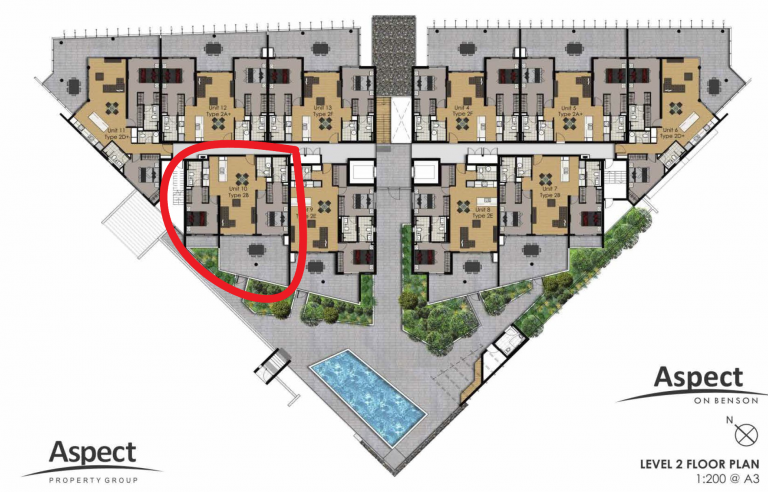 Unit 11
Type 2D+
Unit 12
Type 2A+
Unit 13
Type 2F
Unit 4
Type 2F
Unit 5
Type 2A+
Unit 6
Type 2D+
Unit 10
Type 2B
Unit 9
Type 2E
Unit 8
Type 2E
Unit 7
Type 2B
Aspect
ON BENSON
N
Aspect
PROPERTY GROUP
LEVEL 2 FLOOR PLAN
1:200 @ A3